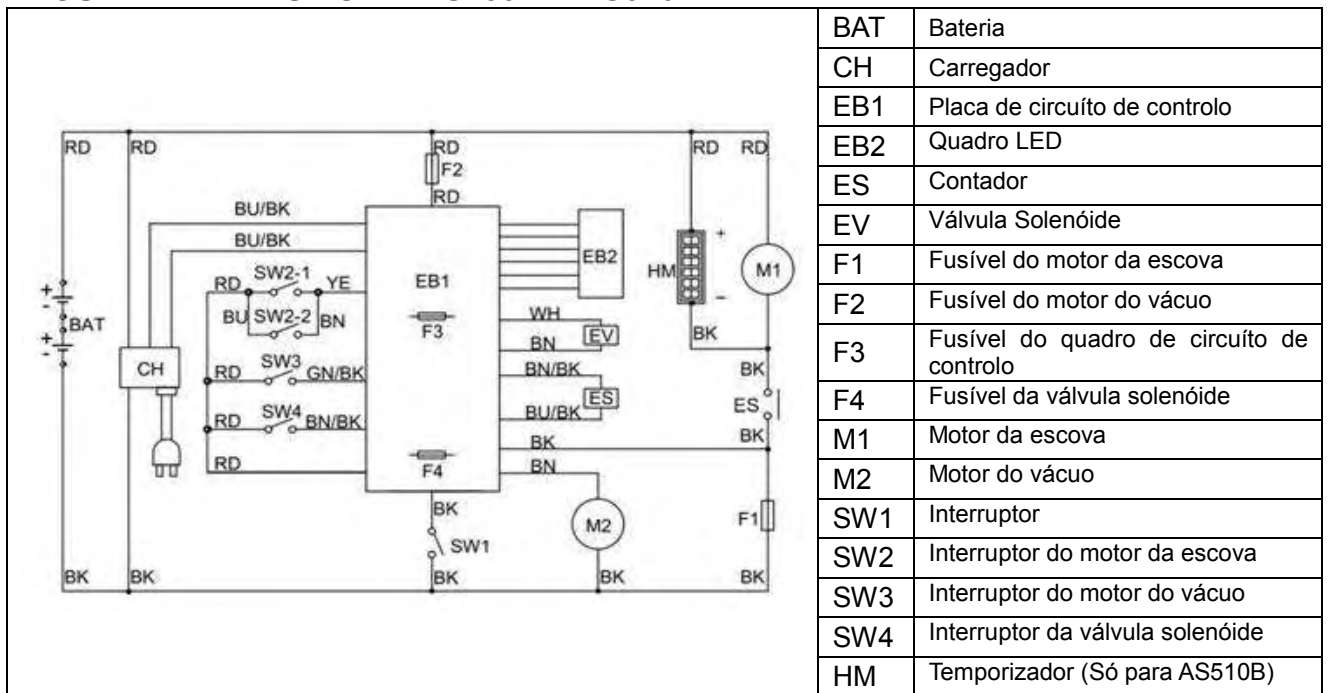 RD RD RD RD RD
F2
RD
BU/BK
BU/BK
SW2-1
RD YE
BU SW2-2 BN
EB1
EB2
HM
+
-
M1
F3
WH
EV
BN
BK
+
-
+
-
BAT
CH
SW3
RD GN/BK
BN/BK
ES
BU/BK
BK
ES
SW4
RD BN/BK
BK
BK
RD
F4
BN
BK
M2
F1
SW1
BK BK BK BK BK
BAT Bateria
CH Carregador
EB1 Placa de circuíto de controlo
EB2 Quadro LED
ES Contador
EV Válvula Solenóide
F1 Fusível do motor da escova
F2 Fusível do motor do vácuo
F3 Fusível do quadro de circuíto de
controlo
F4 Fusível da válvula solenóide
M1 Motor da escova
M2 Motor do vácuo
SW1 Interruptor
SW2 Interruptor do motor da escova
SW3 Interruptor do motor do vácuo
SW4 Interruptor da válvula solenóide
HM Temporizador (Só para AS510B)